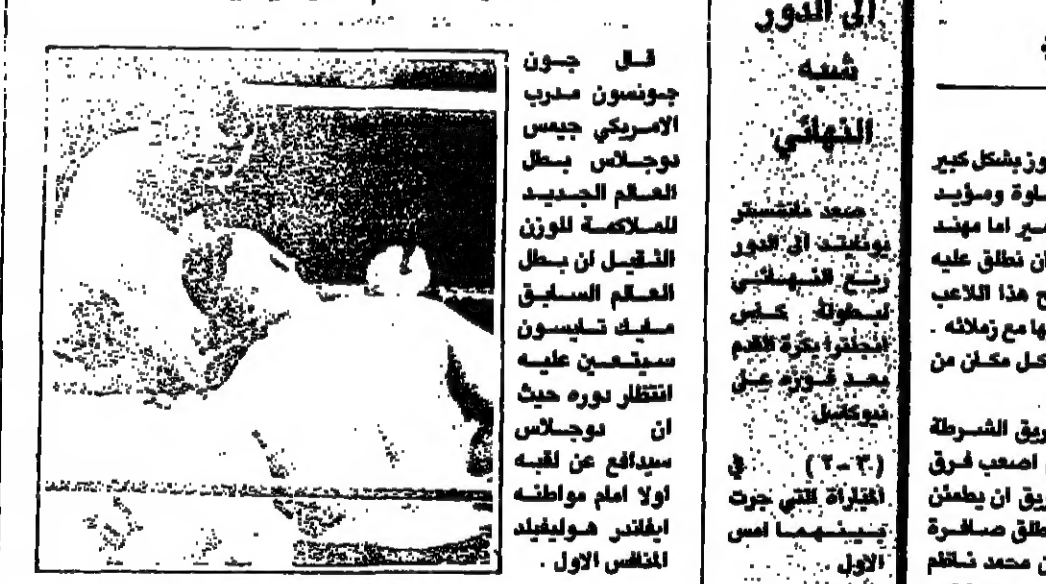 قال جون
جونسون مدرب
الامريكي جيمس
دوجلاس بطل
العالم الجديد
للملاكمة للوزن
الثقيل ان بطل
العالم السابق
مايك تايسون
سيتعين عليه
انتظار دوره حيث
ان دوجلاس
سيدافع عن لقبه
اولا امام مواطنه
ايفاندر هوليفيلد
المنافس الاول .
الى الدور
شبه
النهائي
صعد مانشستر
يونايتد الى الدور
ربع النهائي
لبطولة كاس
انجلترا بكرة القدم
بعد فوزه على
نيوكاسل
(٣-٢) في
المباراة التي جرت
بينهما امس
الاول .
وز بشكل كبير
ـاوة ومؤيد
ـمير اما مهند
ان نطلق عليه
ح هذا اللاعب
ها مع زملائه .
كل مكان من
ريق الشرطة
م اصعب فرق
ريق ان يطمئن
طلق صافرة
ن محمد ناظم